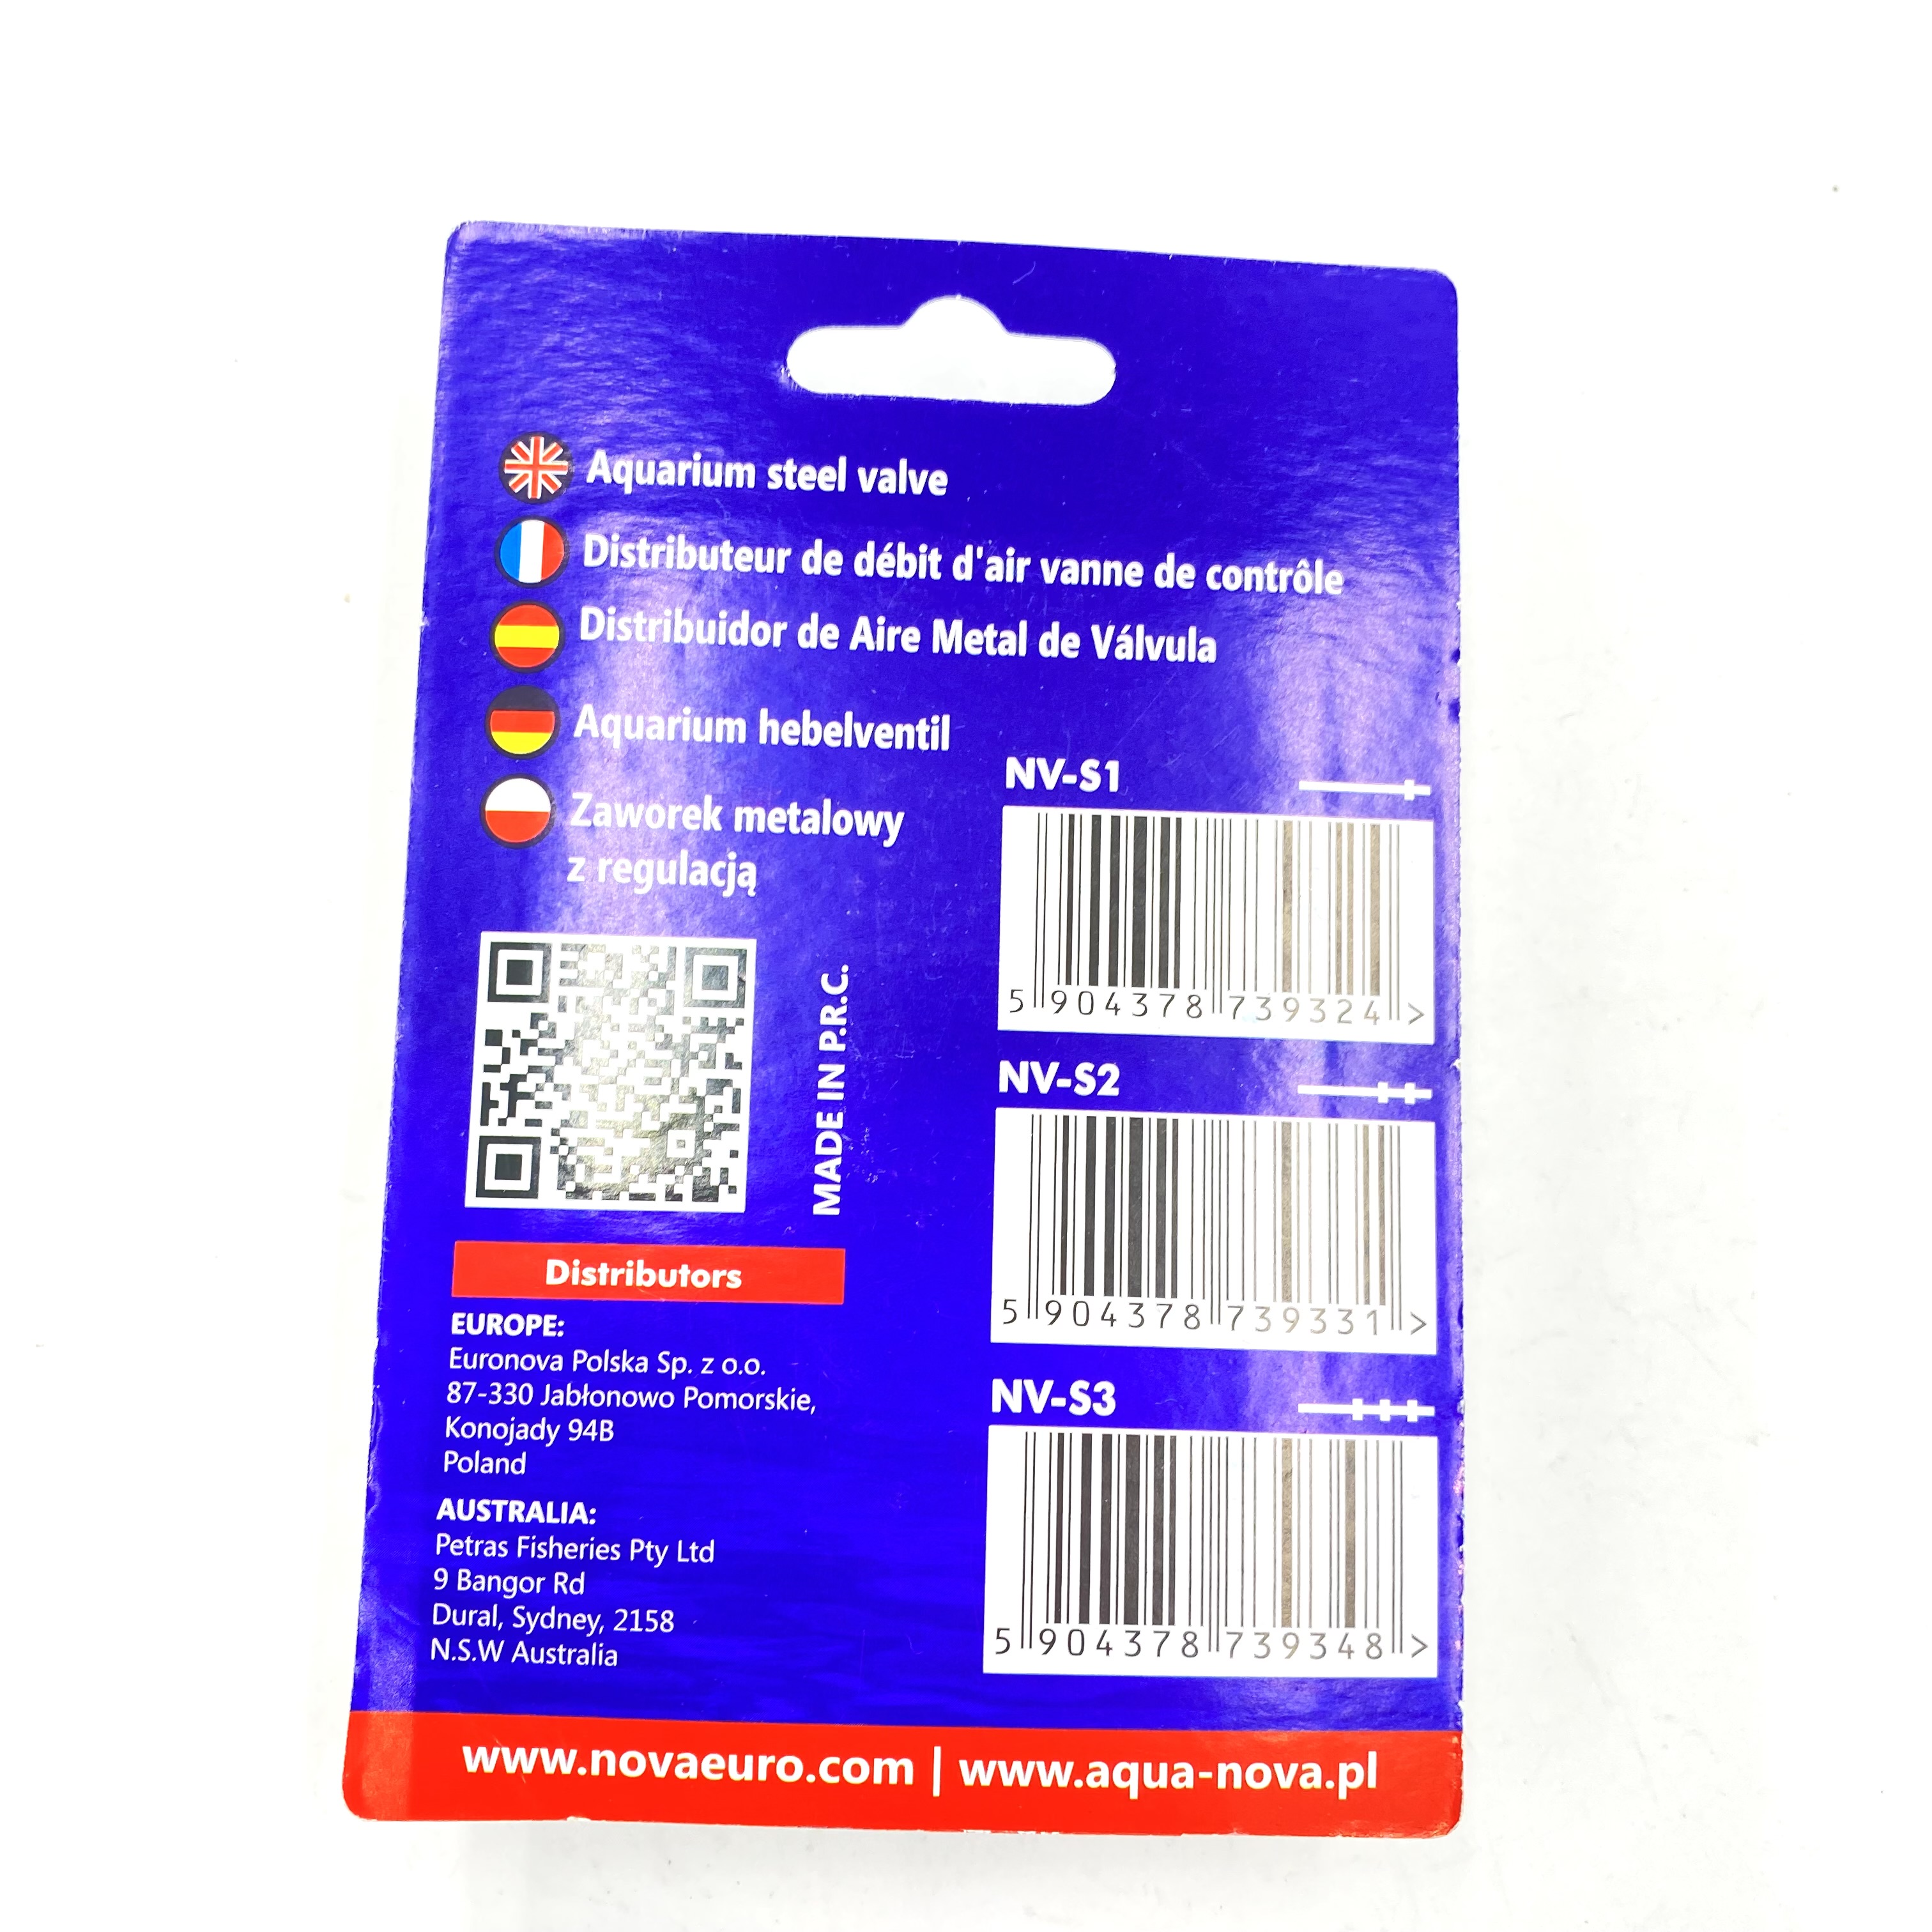 Aquarium steel valve
Distributeur de débit d'air vanne de contrôle
Distribuidor de Aire Metal de Válvula
Aquarium hebelventil
Zaworek metalowy
z regulacją
MADE IN P.R.C.
Distributors
EUROPE:
Euronova Polska Sp. z o.o.
87-330 Jabłonowo Pomorskie,
Konojady 94B
Poland
AUSTRALIA:
Petras Fisheries Pty Ltd
9 Bangor Rd
Dural, Sydney, 2158
N.S.W Australia
NV-S1
5 904378 739324 >
NV-S2
5 904378 739331 >
NV-S3
5 904378 739348 >
www.novaeuro.com | www.aqua-nova.pl